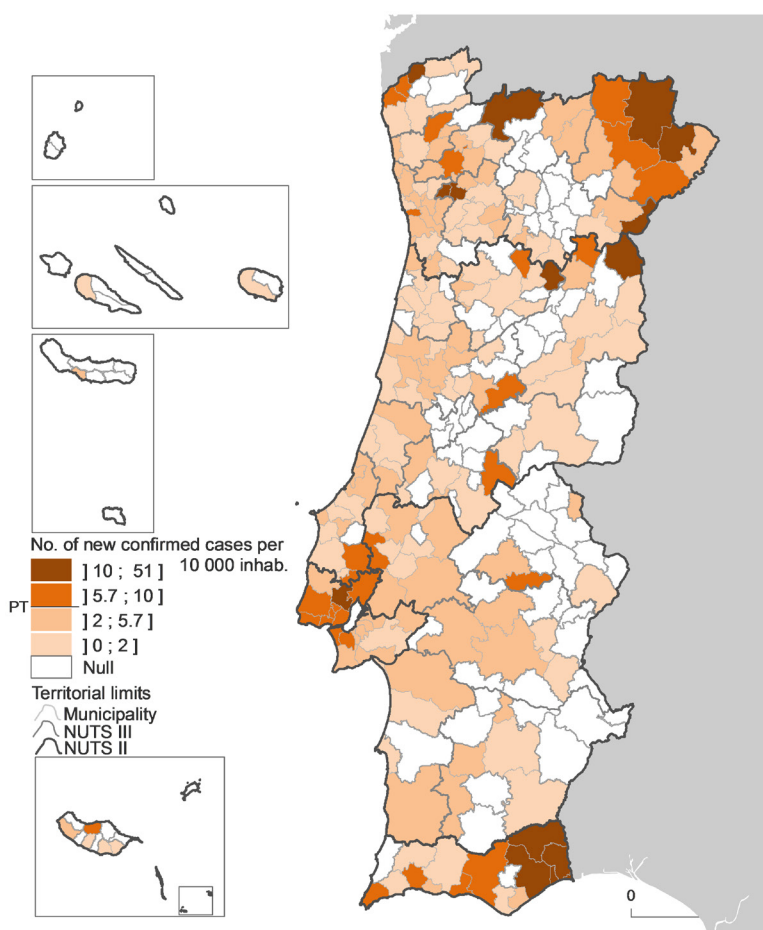 No. of new confirmed cases per
10 000 inhab.
] 10 ; 51 ]
] 5.7 ; 10 ]
PT
] 2 ; 5.7 ]
] 0 ; 2 ]
Null
Territorial limits
Municipality
NUTS III
NUTS II
0